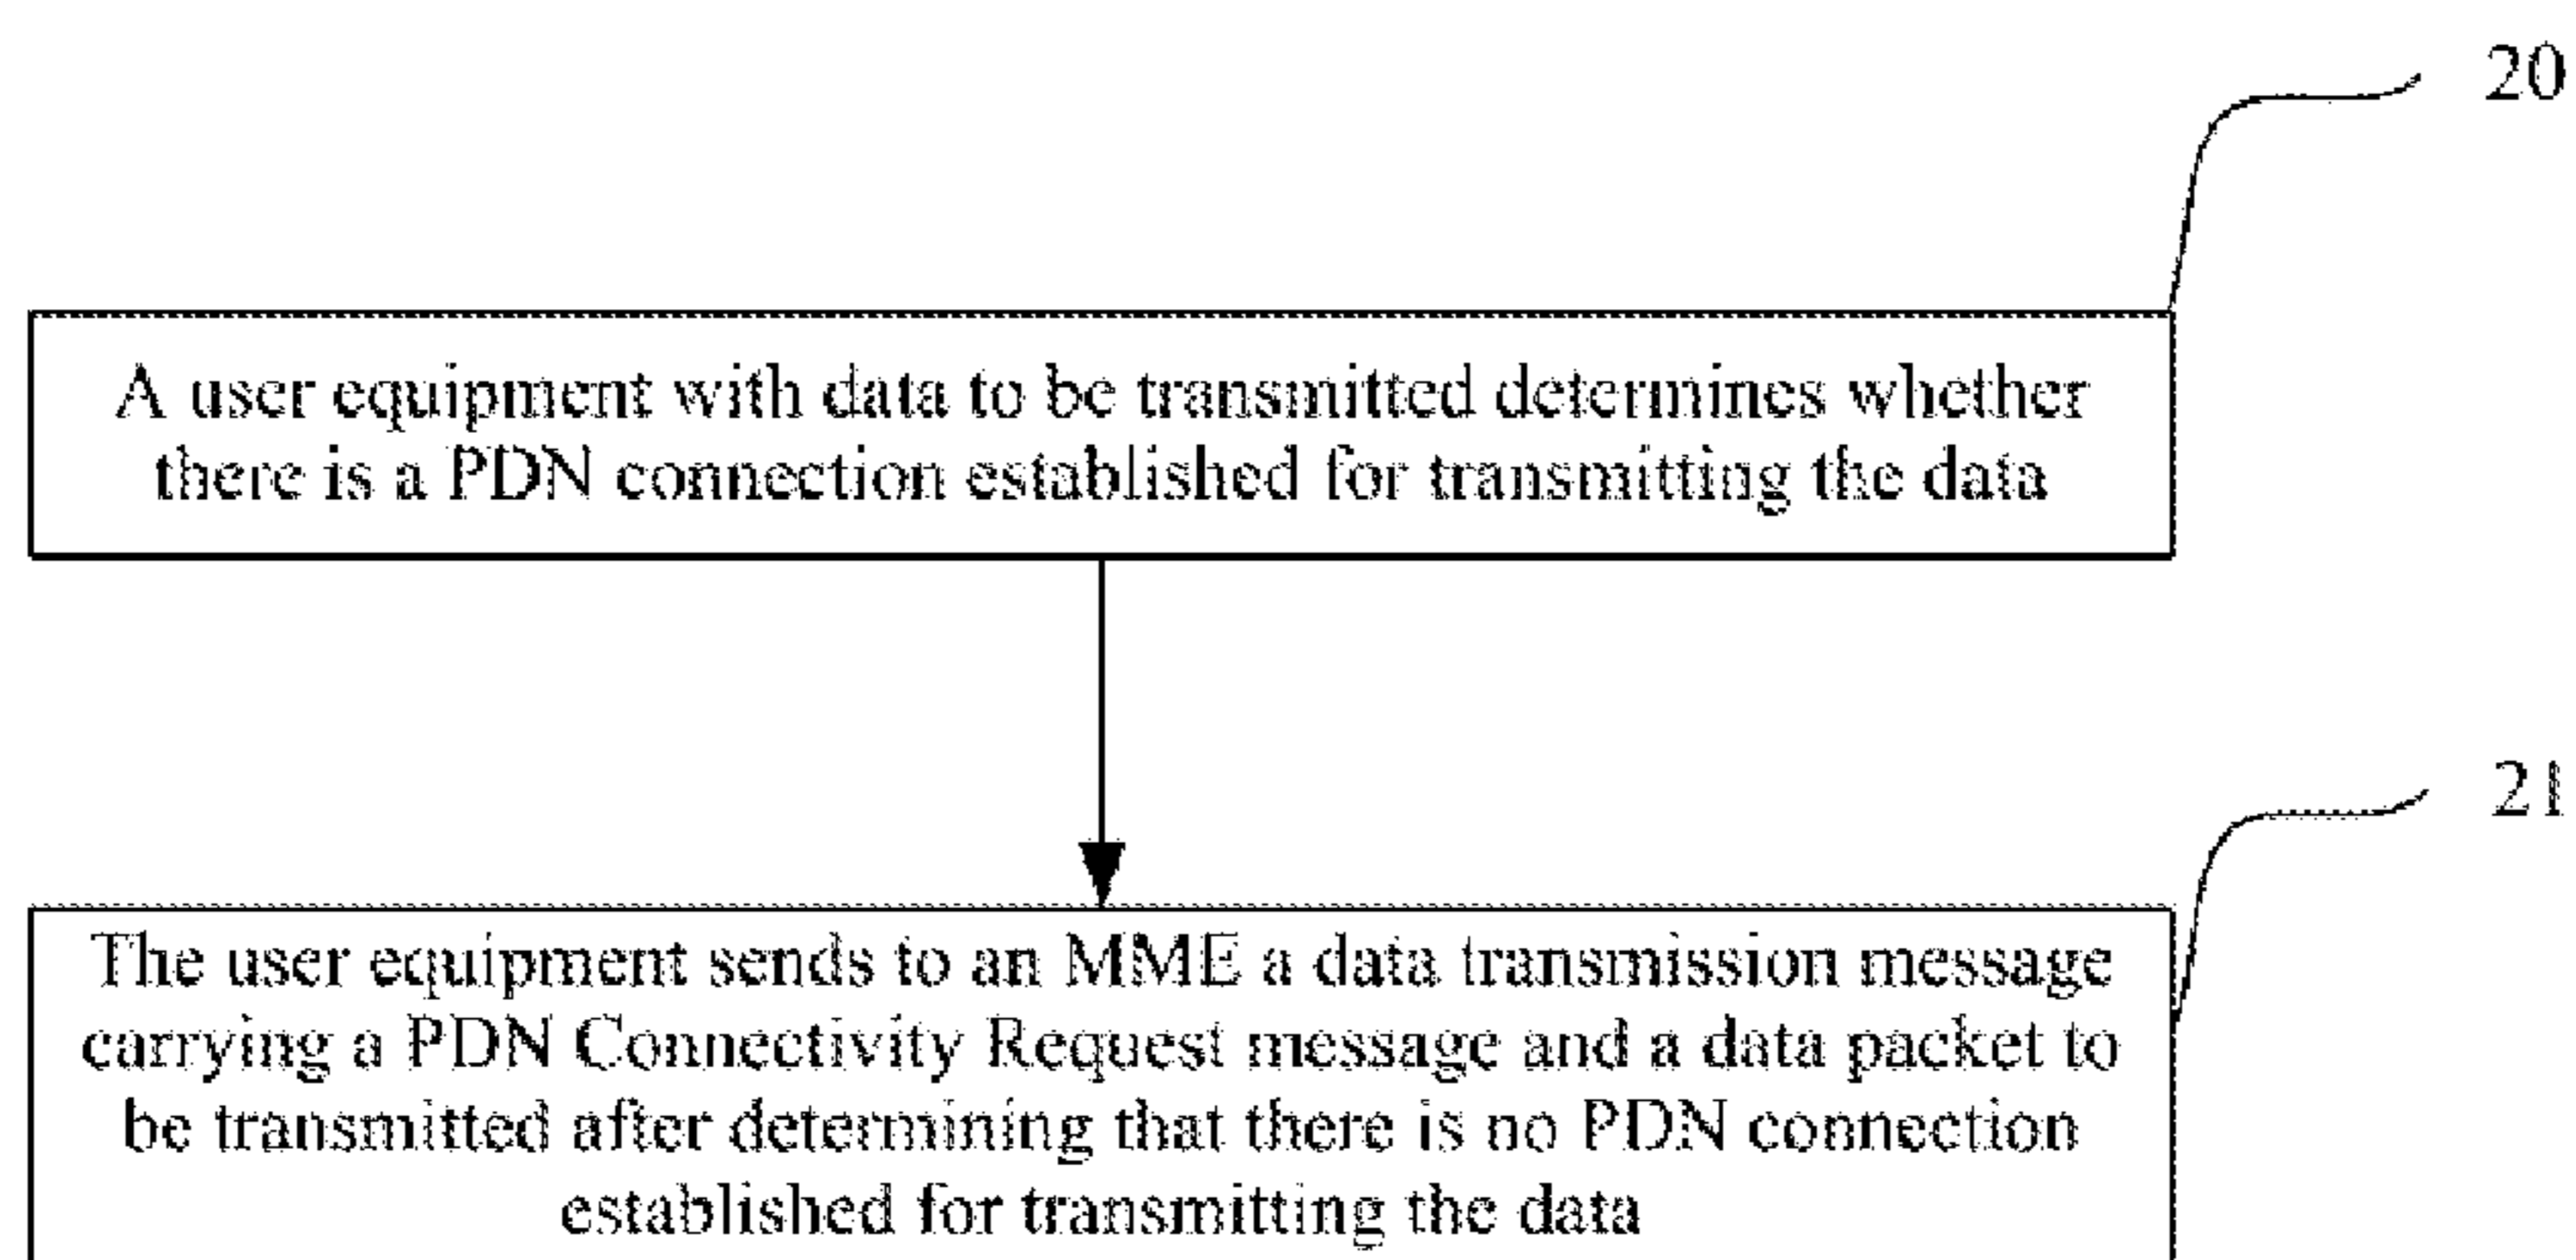 20
A user equipment with data to be transmitted determines whether
there is a PDN connection established for transmitting the data
21
The user equipment sends to an MME a data transmission message
carrying a PDN Connectivity Request message and a data packet to
be transmitted after determining that there is no PDN connection
established for transmitting the data